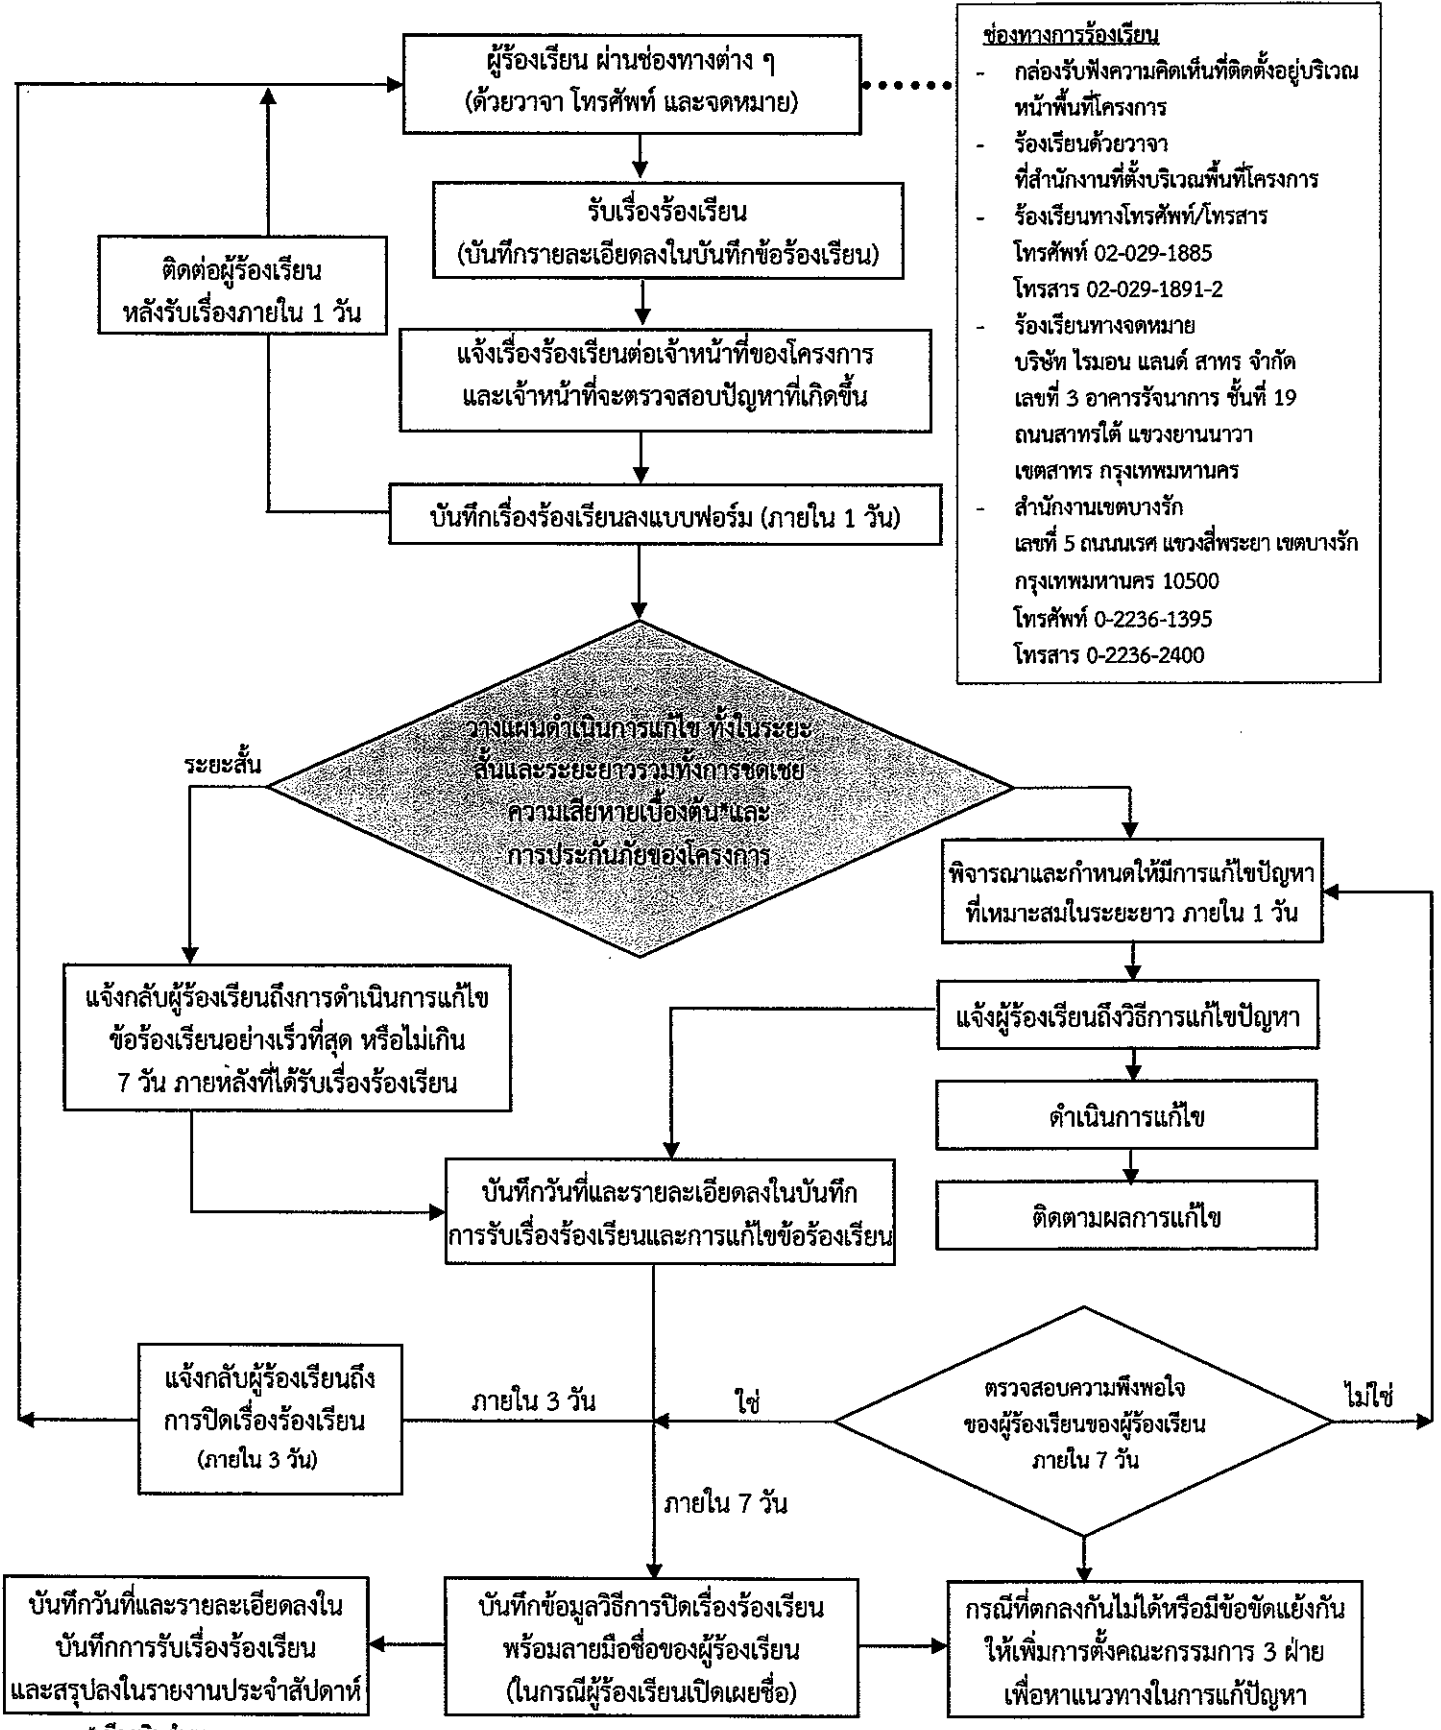 ผู้ร้องเรียน ผ่านช่องทางต่าง ๆ
(ด้วยวาจา โทรศัพท์ และจดหมาย)
ช่องทางการร้องเรียน
- กล่องรับฟังความคิดเห็นที่ติดตั้งอยู่บริเวณ
หน้าพื้นที่โครงการ
- ร้องเรียนด้วยวาจา
ที่สำนักงานที่ตั้งบริเวณพื้นที่โครงการ
- ร้องเรียนทางโทรศัพท์/โทรสาร
โทรศัพท์ 02-029-1885
โทรสาร 02-029-1891-2
- ร้องเรียนทางจดหมาย
บริษัท ไรมอน แลนด์ สาทร จำกัด
เลขที่ 3 อาคารรัจนาการ ชั้นที่ 19
ถนนสาทรใต้ แขวงยานนาวา
เขตสาทร กรุงเทพมหานคร
- สำนักงานเขตบางรัก
เลขที่ 5 ถนนนเรศ แขวงสี่พระยา เขตบางรัก
กรุงเทพมหานคร 10500
โทรศัพท์ 0-2236-1395
โทรสาร 0-2236-2400
รับเรื่องร้องเรียน
(บันทึกรายละเอียดลงในบันทึกข้อร้องเรียน)
ติดต่อผู้ร้องเรียน
หลังรับเรื่องภายใน 1 วัน
แจ้งเรื่องร้องเรียนต่อเจ้าหน้าที่ของโครงการ
และเจ้าหน้าที่จะตรวจสอบปัญหาที่เกิดขึ้น
บันทึกเรื่องร้องเรียนลงแบบฟอร์ม (ภายใน 1 วัน)
วางแผนดำเนินการแก้ไข ทั้งในระยะ
สั้นและระยะยาวรวมทั้งการชดเชย
ความเสียหายเบื้องต้น*และ
การประกันภัยของโครงการ
ระยะสั้น
พิจารณาและกำหนดให้มีการแก้ไขปัญหา
ที่เหมาะสมในระยะยาว ภายใน 1 วัน
แจ้งกลับผู้ร้องเรียนถึงการดำเนินการแก้ไข
ข้อร้องเรียนอย่างเร็วที่สุด หรือไม่เกิน
7 วัน ภายหลังที่ได้รับเรื่องร้องเรียน
แจ้งผู้ร้องเรียนถึงวิธีการแก้ไขปัญหา
ดำเนินการแก้ไข
ติดตามผลการแก้ไข
บันทึกวันที่และรายละเอียดลงในบันทึก
การรับเรื่องร้องเรียนและการแก้ไขข้อร้องเรียน
แจ้งกลับผู้ร้องเรียนถึง
การปิดเรื่องร้องเรียน
(ภายใน 3 วัน)
ภายใน 3 วัน
ใช่
ตรวจสอบความพึงพอใจ
ของผู้ร้องเรียนของผู้ร้องเรียน
ภายใน 7 วัน
ไม่ใช่
ภายใน 7 วัน
บันทึกวันที่และรายละเอียดลงใน
บันทึกการรับเรื่องร้องเรียน
และสรุปลงในรายงานประจำสัปดาห์
บันทึกข้อมูลวิธีการปิดเรื่องร้องเรียน
พร้อมลายมือชื่อของผู้ร้องเรียน
(ในกรณีผู้ร้องเรียนเปิดเผยชื่อ)
กรณีที่ตกลงกันไม่ได้หรือมีข้อขัดแย้งกัน
ให้เพิ่มการตั้งคณะกรรมการ 3 ฝ่าย
เพื่อหาแนวทางในการแก้ปัญหา